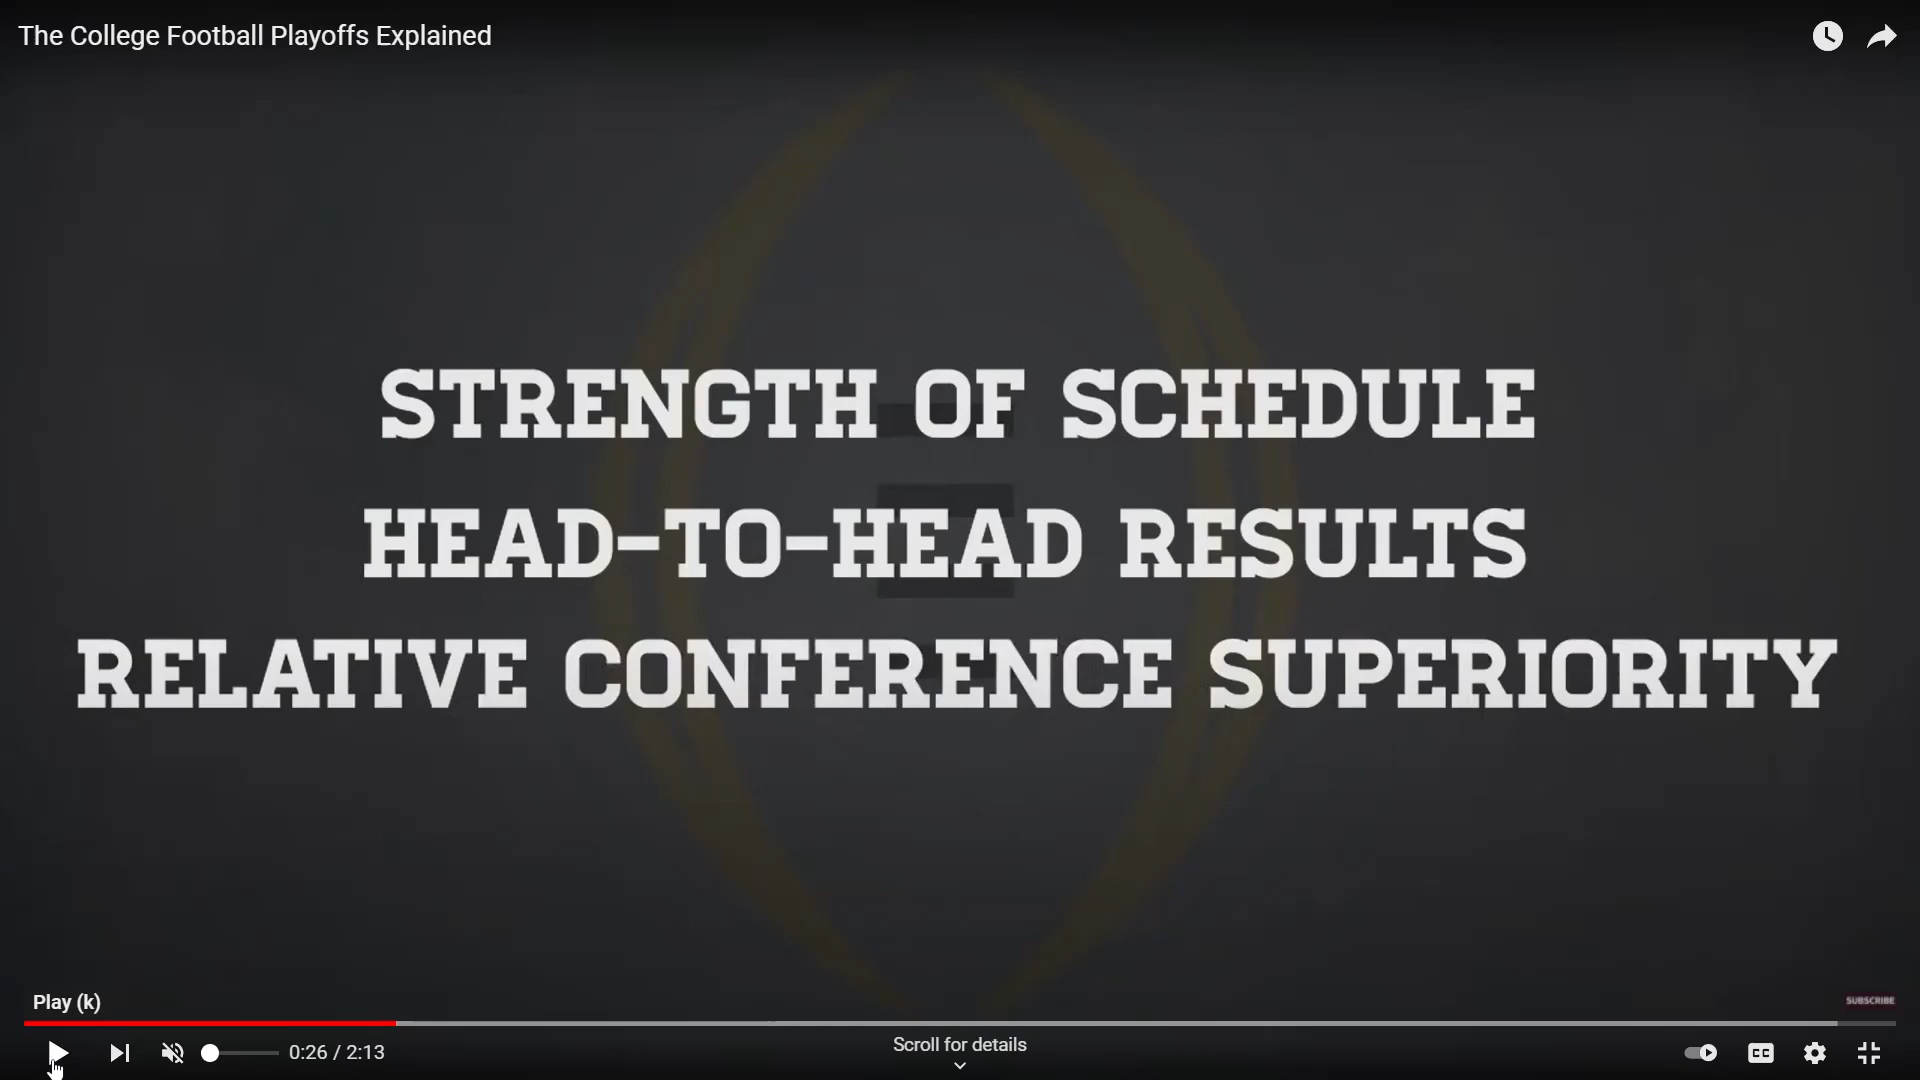 The College Football Playoffs Explained
STRENGTH OF SCHEDULE
HEAD-TO-HEAD RESULTS
RELATIVE CONFERENCE SUPERIORITY
Play (k)
SUBSCRIBE
0:26 / 2:13
Scroll for details
CC